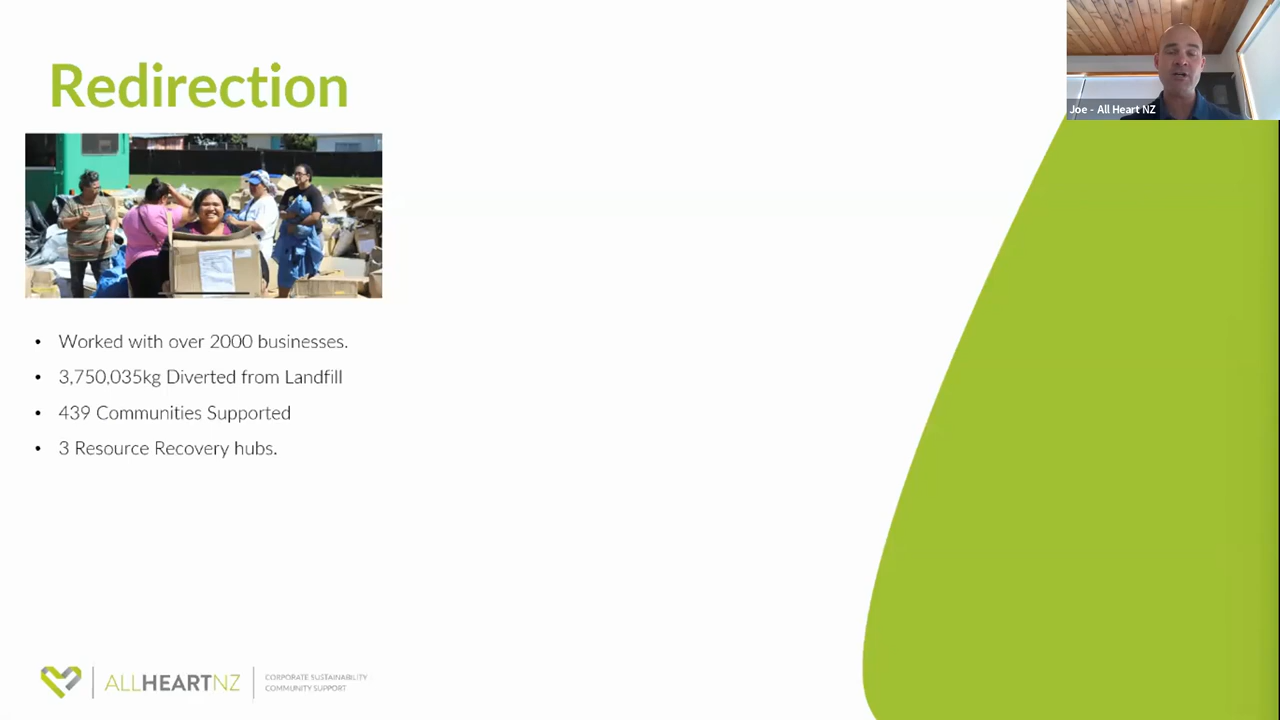 Redirection
Joe - All Heart NZ
• Worked with over 2000 businesses.
• 3,750,035kg Diverted from Landfill
• 439 Communities Supported
• 3 Resource Recovery hubs.
ALLHEARTNZ
CORPORATE SUSTAINABILITY
COMMUNITY SUPPORT